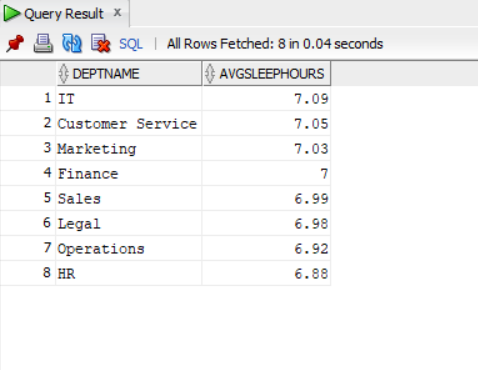 Query Result x
SQL | All Rows Fetched: 8 in 0.04 seconds
DEPTNAME AVGSLEEPHOURS
1 IT 7.09
2 Customer Service 7.05
3 Marketing 7.03
4 Finance 7
5 Sales 6.99
6 Legal 6.98
7 Operations 6.92
8 HR 6.88